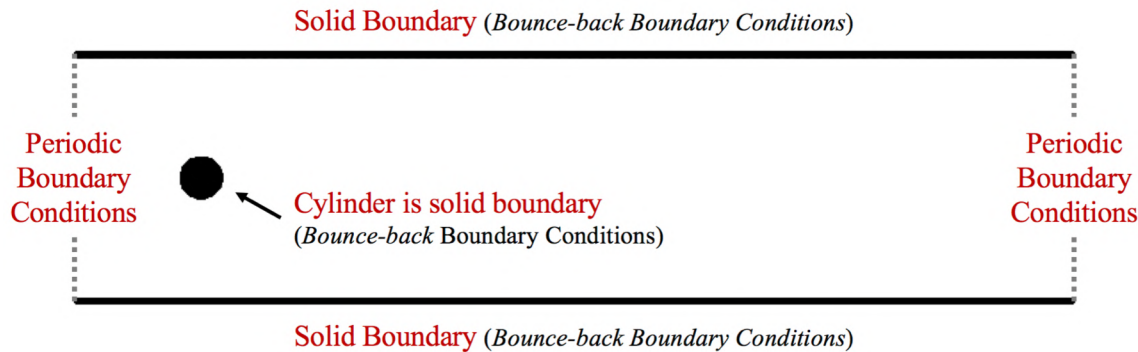 Solid Boundary (Bounce-back Boundary Conditions)
Periodic
Boundary
Conditions
Cylinder is solid boundary
(Bounce-back Boundary Conditions)
Periodic
Boundary
Conditions
Solid Boundary (Bounce-back Boundary Conditions)